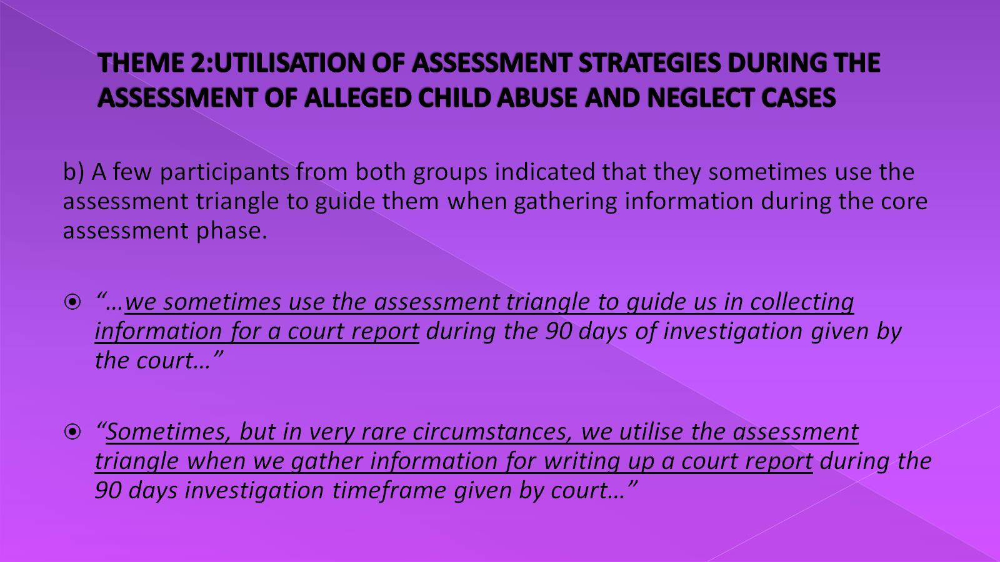 THEME 2:UTILISATION OF ASSESSMENT STRATEGIES DURING THE
ASSESSMENT OF ALLEGED CHILD ABUSE AND NEGLECT CASES
b) A few participants from both groups indicated that they sometimes use the
assessment triangle to guide them when gathering information during the core
assessment phase.
“…we sometimes use the assessment triangle to guide us in collecting
information for a court report during the 90 days of investigation given by
the court…”
“Sometimes, but in very rare circumstances, we utilise the assessment
triangle when we gather information for writing up a court report during the
90 days investigation timeframe given by court…”